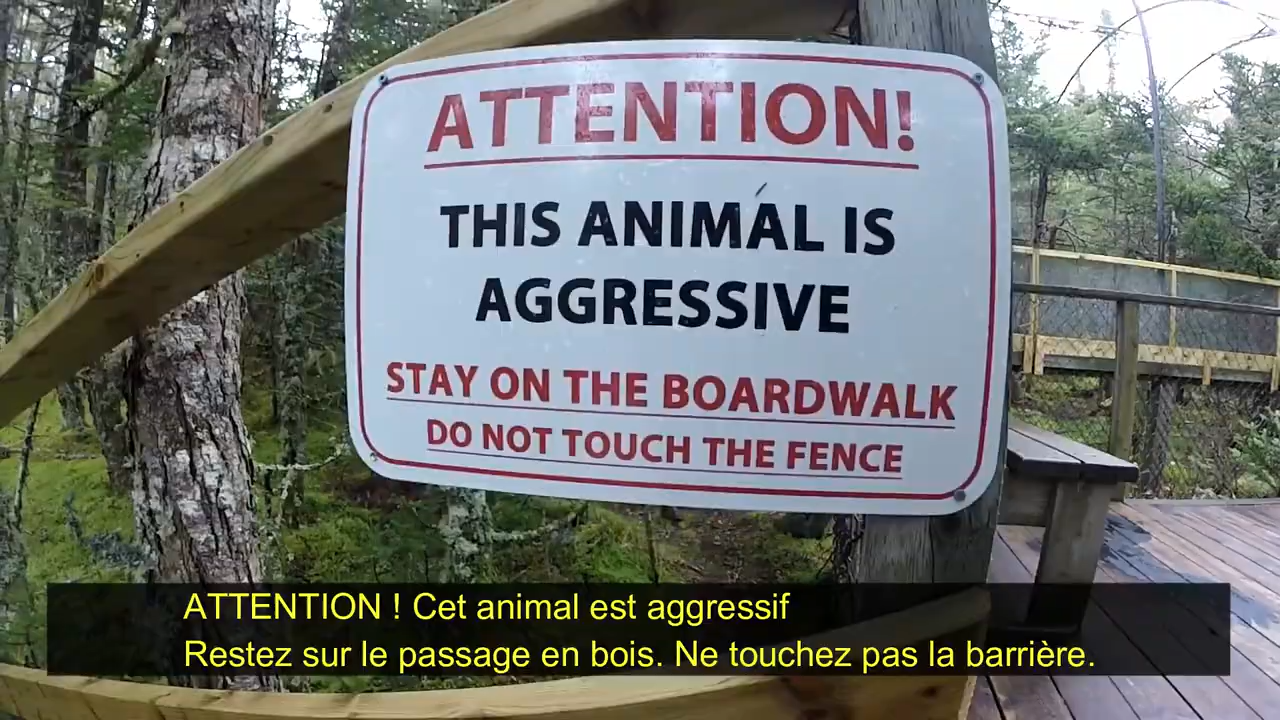 ATTENTION!
THIS ANIMAL IS
AGGRESSIVE
STAY ON THE BOARDWALK
DO NOT TOUCH THE FENCE
ATTENTION ! Cet animal est aggressif
Restez sur le passage en bois. Ne touchez pas la barrière.